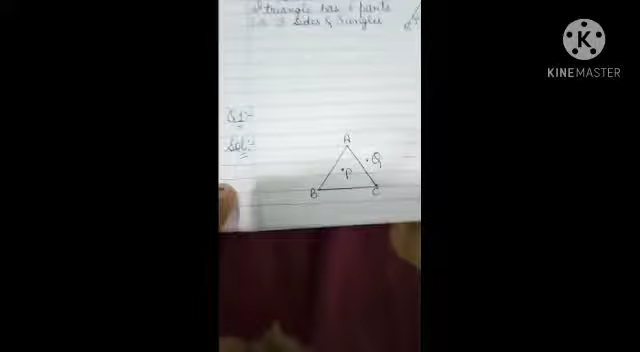 A triangle has 6 parts
i.e. 3 sides & 3 angles
Q1:-
Sol:-
A
Q
P
B
C
K
KINEMASTER